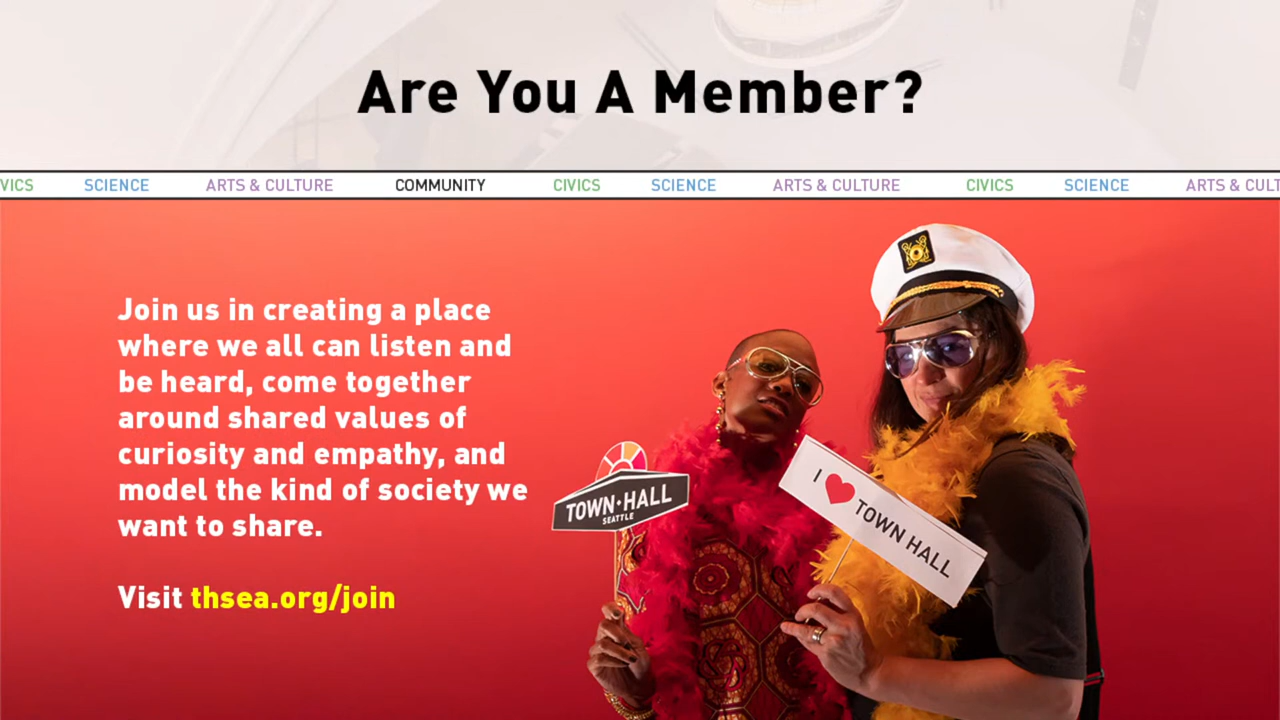 Are You A Member?
VICS SCIENCE ARTS & CULTURE COMMUNITY CIVICS SCIENCE ARTS & CULTURE CIVICS SCIENCE ARTS & CULT
Join us in creating a place
where we all can listen and
be heard, come together
around shared values of
curiosity and empathy, and
model the kind of society we
want to share.
Visit thsea.org/join
TOWN·HALL
SEATTLE
I ❤ TOWN HALL